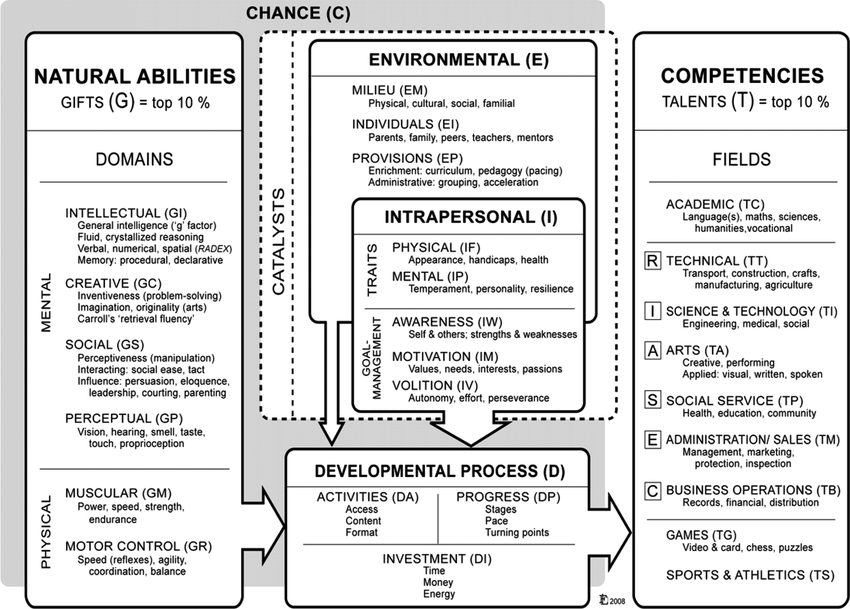 CHANCE (C)
NATURAL ABILITIES
GIFTS (G) = top 10 %
DOMAINS
MENTAL
INTELLECTUAL (GI)
General intelligence ('g' factor)
Fluid, crystallized reasoning
Verbal, numerical, spatial (RADEX)
Memory: procedural, declarative
CREATIVE (GC)
Inventiveness (problem-solving)
Imagination, originality (arts)
Carroll's 'retrieval fluency'
SOCIAL (GS)
Perceptiveness (manipulation)
Interacting: social ease, tact
Influence: persuasion, eloquence,
leadership, courting, parenting
PERCEPTUAL (GP)
Vision, hearing, smell, taste,
touch, proprioception
PHYSICAL
MUSCULAR (GM)
Power, speed, strength,
endurance
MOTOR CONTROL (GR)
Speed (reflexes), agility,
coordination, balance
CATALYSTS
ENVIRONMENTAL (E)
MILIEU (EM)
Physical, cultural, social, familial
INDIVIDUALS (EI)
Parents, family, peers, teachers, mentors
PROVISIONS (EP)
Enrichment: curriculum, pedagogy (pacing)
Administrative: grouping, acceleration
INTRAPERSONAL (I)
TRAITS
PHYSICAL (IF)
Appearance, handicaps, health
MENTAL (IP)
Temperament, personality, resilience
GOAL-
MANAGEMENT
AWARENESS (IW)
Self & others; strengths & weaknesses
MOTIVATION (IM)
Values, needs, interests, passions
VOLITION (IV)
Autonomy, effort, perseverance
DEVELOPMENTAL PROCESS (D)
ACTIVITIES (DA)
Access
Content
Format
PROGRESS (DP)
Stages
Pace
Turning points
INVESTMENT (DI)
Time
Money
Energy
2008
COMPETENCIES
TALENTS (T) = top 10 %
FIELDS
ACADEMIC (TC)
Language(s), maths, sciences,
humanities,vocational
R TECHNICAL (TT)
Transport, construction, crafts,
manufacturing, agriculture
I SCIENCE & TECHNOLOGY (TI)
Engineering, medical, social
A ARTS (TA)
Creative, performing
Applied: visual, written, spoken
S SOCIAL SERVICE (TP)
Health, education, community
E ADMINISTRATION/ SALES (TM)
Management, marketing,
protection, inspection
C BUSINESS OPERATIONS (TB)
Records, financial, distribution
GAMES (TG)
Video & card, chess, puzzles
SPORTS & ATHLETICS (TS)